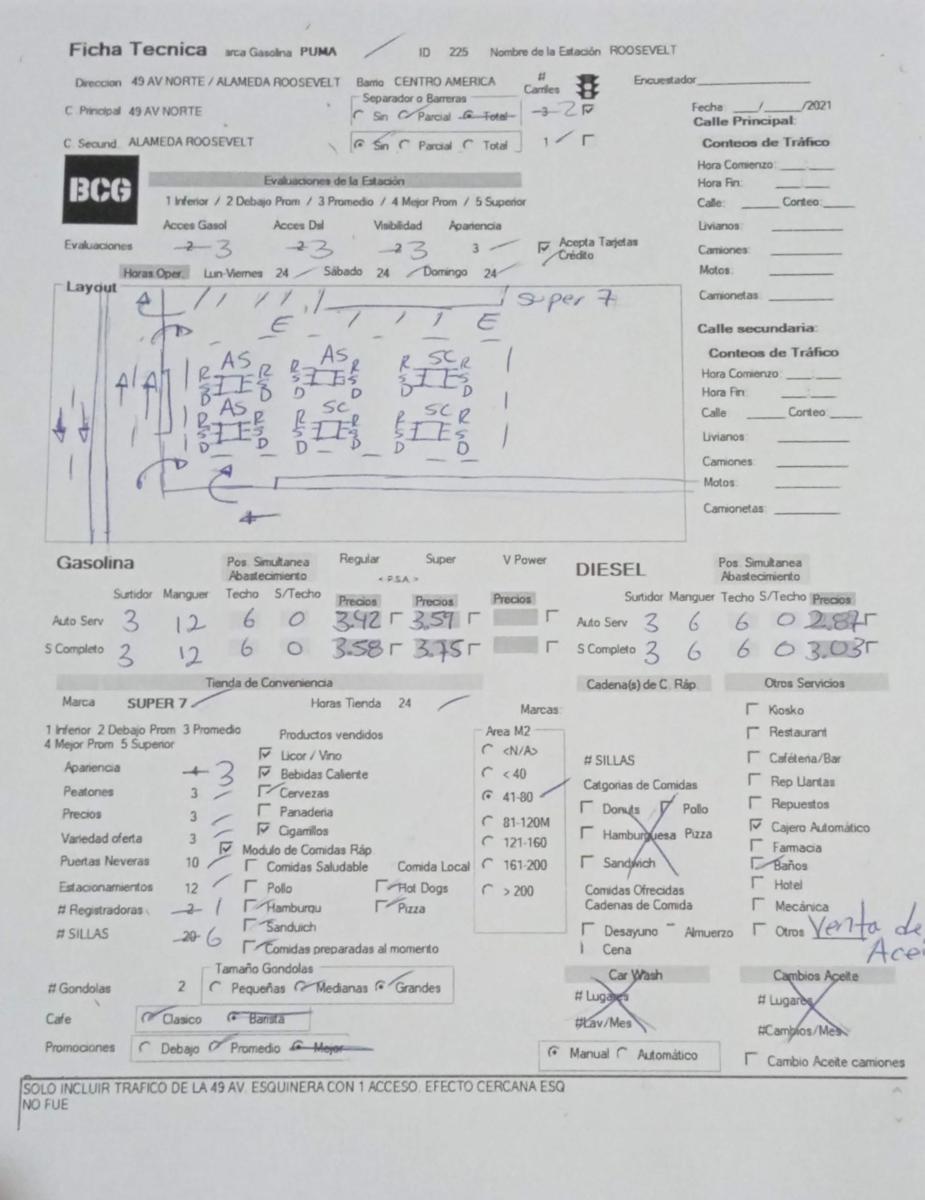 Ficha Tecnica arca Gasolina PUMA ID 225 Nombre de la Estación ROOSEVELT
Direccion 49 AV NORTE / ALAMEDA ROOSEVELT Barrio CENTRO AMERICA # Carriles Encuestador
C Principal 49 AV NORTE Separador o Barreras Sin Parcial Total 3 2 Fecha / /2021
C. Secund. ALAMEDA ROOSEVELT Sin Parcial Total 1
BCG
Evaluaciones de la Estación
1 Inferior / 2 Debajo Prom / 3 Promedio / 4 Mejor Prom / 5 Superior
Acces Gasol Acces Dsl Visibilidad Apariencia
Evaluaciones 2 3 2 3 2 3 3 Acepta Tarjetas Crédito
Horas Oper. Lun-Viernes 24 Sábado 24 Domingo 24
Calle Principal:
Conteos de Tráfico
Hora Comienzo:
Hora Fin:
Calle: Conteo:
Livianos:
Camiones:
Motos:
Camionetas:
Calle secundaria:
Conteos de Tráfico
Hora Comienzo:
Hora Fin:
Calle Conteo:
Livianos:
Camiones:
Motos:
Camionetas:
Layout
Super 7
E E
AS AS SC
R R R R R R
S S S S S S
D D D D D D
AS SC SC
R R R R R R
S S S S S S
D D D D D D
Gasolina Pos. Simultanea Abastecimiento Regular Super V Power
< P.S.A >
Surtidor Manguer Techo S/Techo Precios Precios Precios
Auto Serv 3 12 6 0 3.42 3.59
S Completo 3 12 6 0 3.58 3.75
DIESEL Pos. Simultanea Abastecimiento
Surtidor Manguer Techo S/Techo Precios
Auto Serv 3 6 6 0 2.87
S Completo 3 6 6 0 3.03
Tienda de Conveniencia
Marca SUPER 7 Horas Tienda 24
1 Inferior 2 Debajo Prom 3 Promedio
4 Mejor Prom 5 Superior
Apariencia 4 3
Peatones 3
Precios 3
Variedad oferta 3
Puertas Neveras 10
Estacionamientos 12
# Registradoras 2 1
# SILLAS 20 6
Productos vendidos
Licor / Vino
Bebidas Caliente
Cervezas
Panaderia
Cigarrillos
Modulo de Comidas Ráp
Comidas Saludable Comida Local
Pollo Hot Dogs
Hamburgu Pizza
Sanduich
Comidas preparadas al momento
Area M2
<N/A>
< 40
41-80
81-120M
121-160
161-200
> 200
# Gondolas 2 Tamaño Gondolas Pequeñas Medianas Grandes
Cafe Clasico Barista
Promociones Debajo Promedio Mejor
Cadena(s) de C. Ráp.
Marcas:
# SILLAS
Catgorias de Comidas
Donuts Pollo
Hamburguesa Pizza
Sandwich
Comidas Ofrecidas
Cadenas de Comida
Desayuno Almuerzo
Cena
Otros Servicios
Kiosko
Restaurant
Cafétería/Bar
Rep Llantas
Repuestos
Cajero Automático
Farmacia
Baños
Hotel
Mecánica
Otros Venta de
Acei
Car Wash
# Lugares
#Lav/Mes
Manual Automático
Cambios Aceite
# Lugares
#Cambios/Mes
Cambio Aceite camiones
SOLO INCLUIR TRAFICO DE LA 49 AV. ESQUINERA CON 1 ACCESO. EFECTO CERCANA ESQ
NO FUE